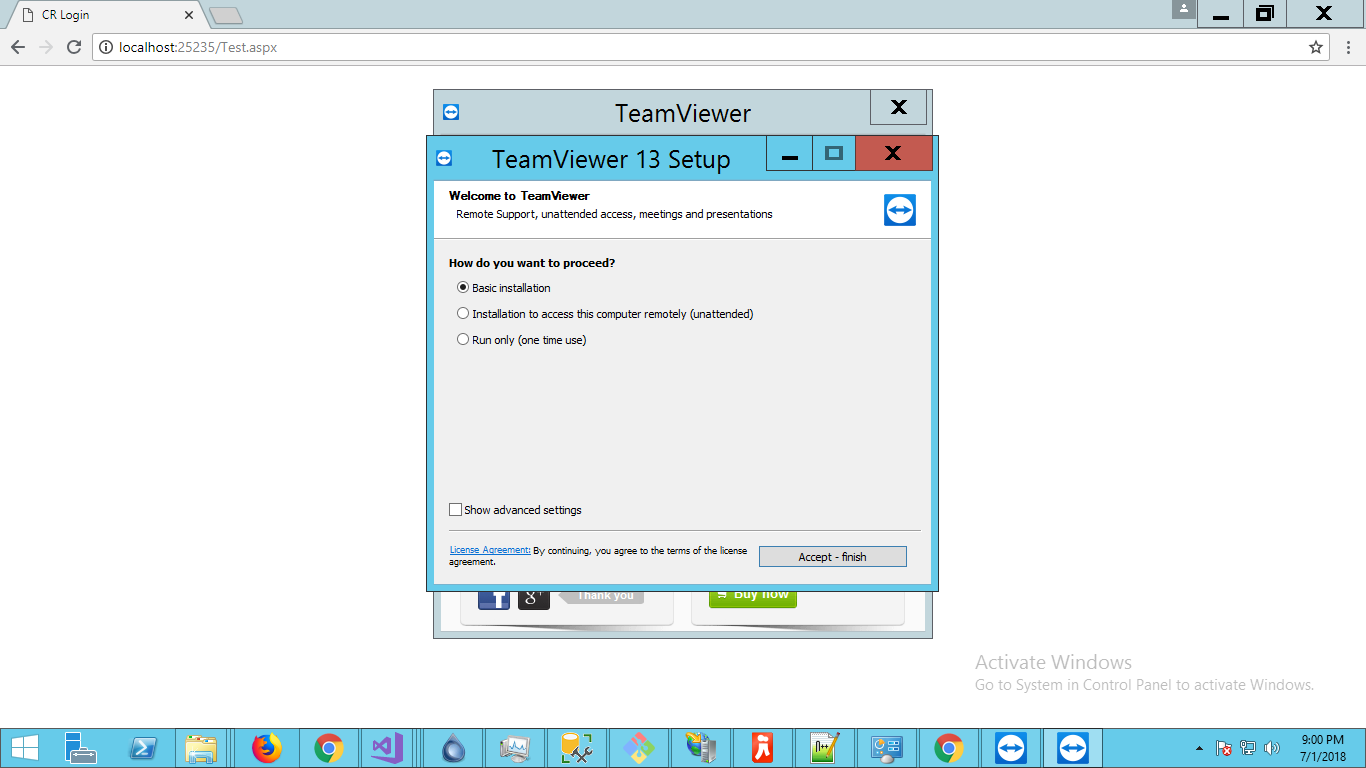 CR Login
localhost:25235/Test.aspx
TeamViewer
TeamViewer 13 Setup
Welcome to TeamViewer
Remote Support, unattended access, meetings and presentations
How do you want to proceed?
Basic installation
Installation to access this computer remotely (unattended)
Run only (one time use)
Show advanced settings
License Agreement: By continuing, you agree to the terms of the license
agreement.
Accept - finish
Thank you
Buy now
Activate Windows
Go to System in Control Panel to activate Windows.
9:00 PM
7/1/2018